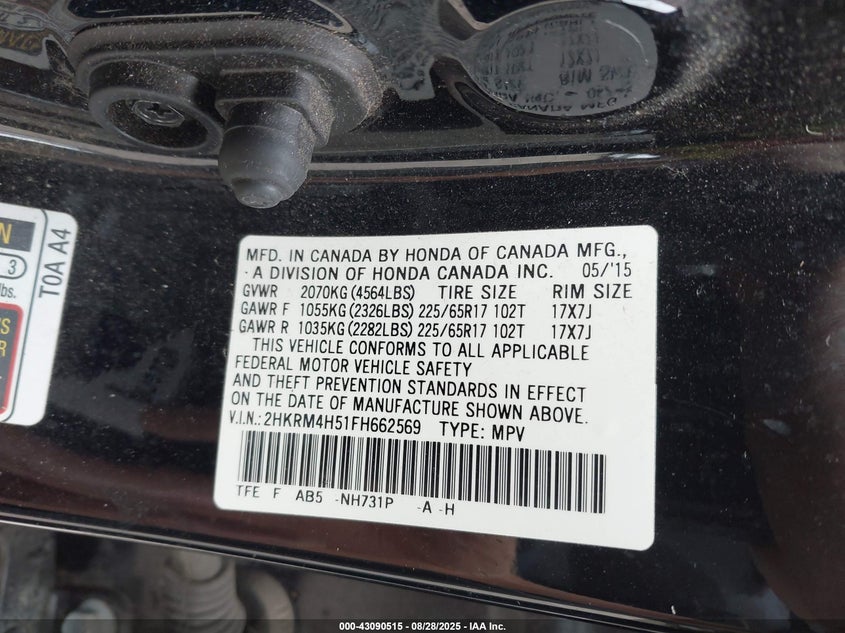 MFD. IN CANADA BY HONDA OF CANADA MFG.,
A DIVISION OF HONDA CANADA INC. 05/'15
GVWR 2070KG (4564LBS) TIRE SIZE RIM SIZE
GAWR F 1055KG (2326LBS) 225/65R17 102T 17X7J
GAWR R 1035KG (2282LBS) 225/65R17 102T 17X7J
THIS VEHICLE CONFORMS TO ALL APPLICABLE
FEDERAL MOTOR VEHICLE SAFETY
AND THEFT PREVENTION STANDARDS IN EFFECT
ON THE DATE OF MANUFACTURE SHOWN ABOVE.
V.I.N.: 2HKRM4H51FH662569 TYPE: MPV
TFE F AB5 -NH731P -A -H
N
3
lbs.
TOA A4
S
R
000-43090515 - 08/28/2025 - IAA Inc.